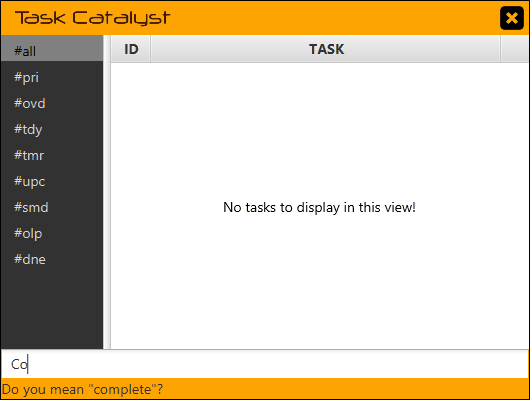 Task Catalyst
ID TASK
#all
#pri
#ovd
#tdy
#tmr
#upc
#smd
#olp
#dne
No tasks to display in this view!
Co
Do you mean "complete"?